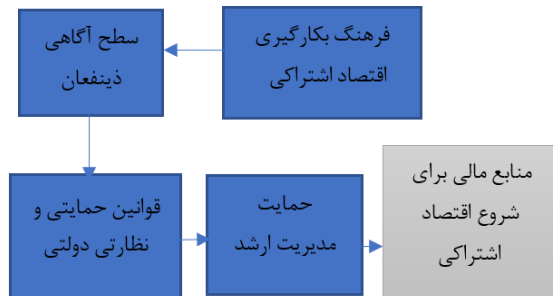 فرهنگ بکارگیری
اقتصاد اشتراکی
سطح آگاهی
ذینفعان
قوانین حمایتی و
نظارتی دولتی
حمایت
مدیریت ارشد
منابع مالی برای
شروع اقتصاد
اشتراکی